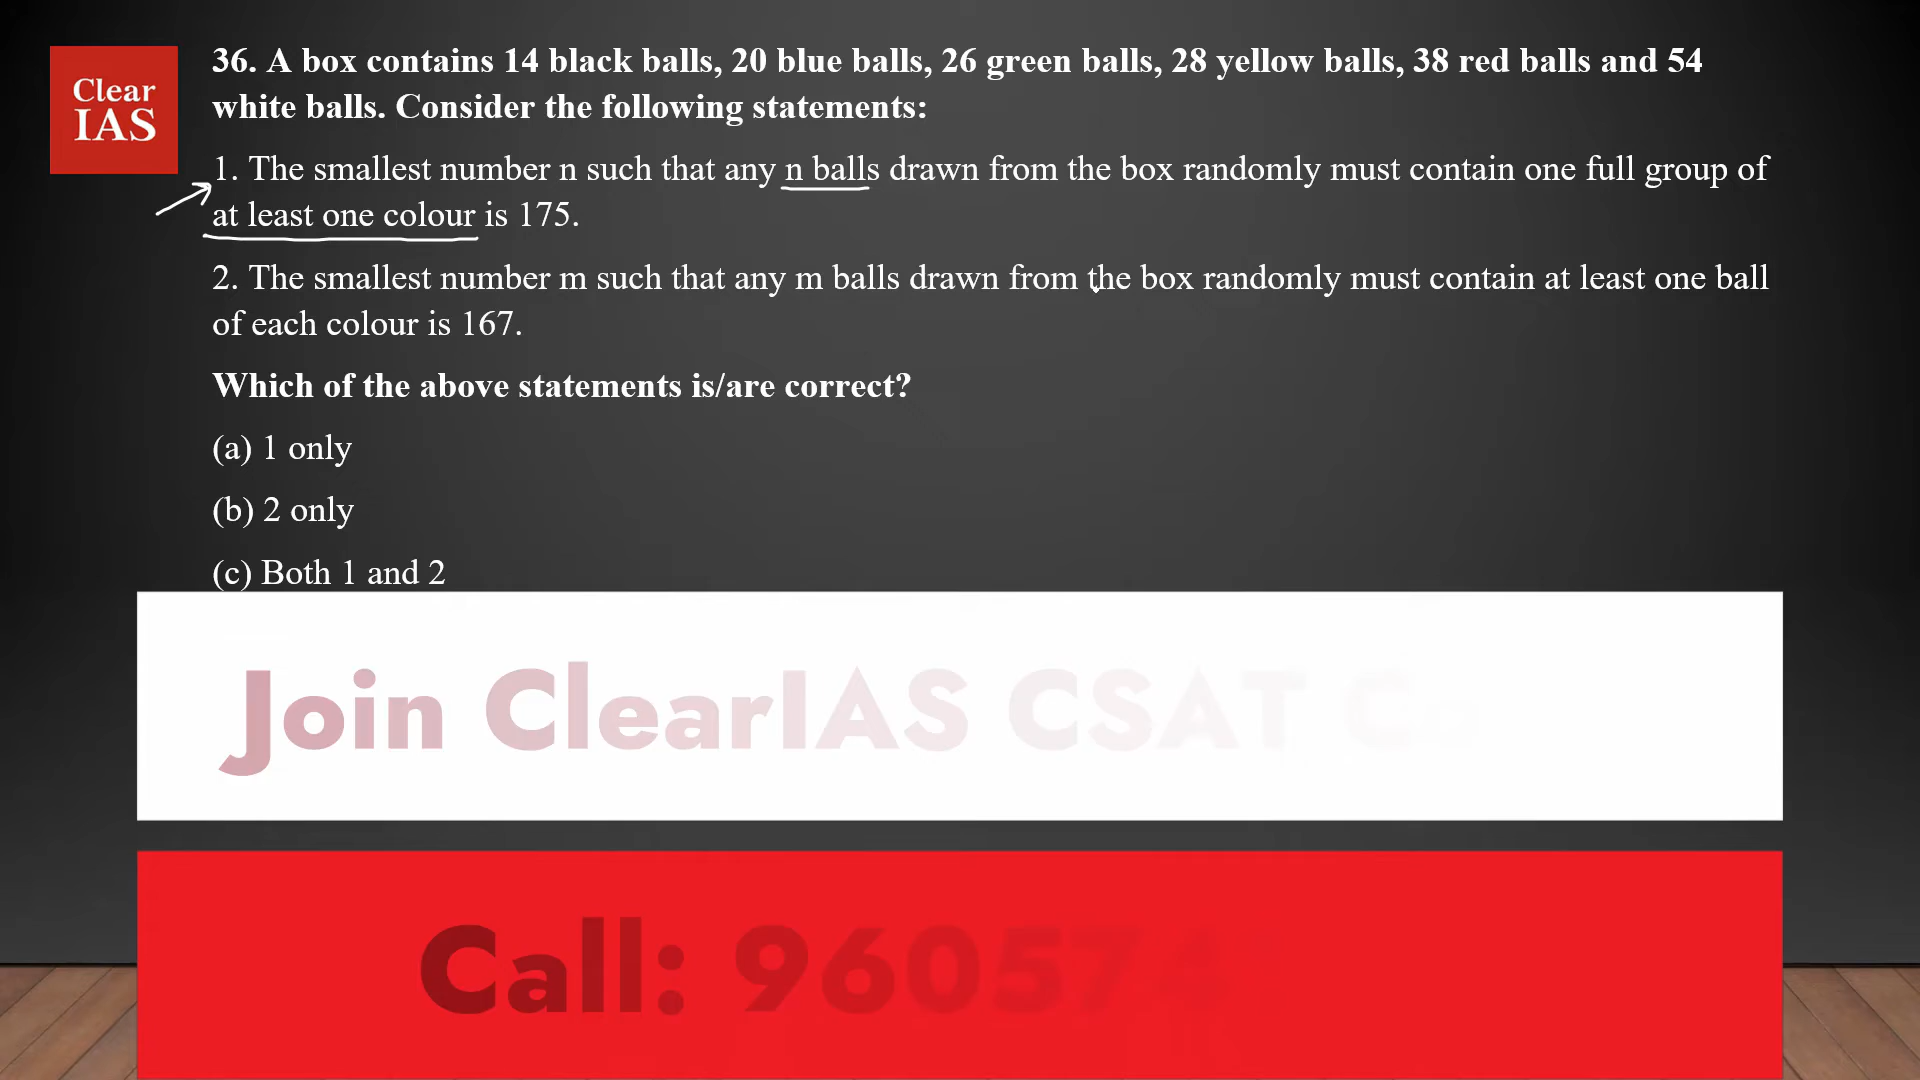 Clear
IAS
36. A box contains 14 black balls, 20 blue balls, 26 green balls, 28 yellow balls, 38 red balls and 54
white balls. Consider the following statements:
1. The smallest number n such that any n balls drawn from the box randomly must contain one full group of
at least one colour is 175.
2. The smallest number m such that any m balls drawn from the box randomly must contain at least one ball
of each colour is 167.
Which of the above statements is/are correct?
(a) 1 only
(b) 2 only
(c) Both 1 and 2
Join ClearIAS CSAT Co
Call: 960574